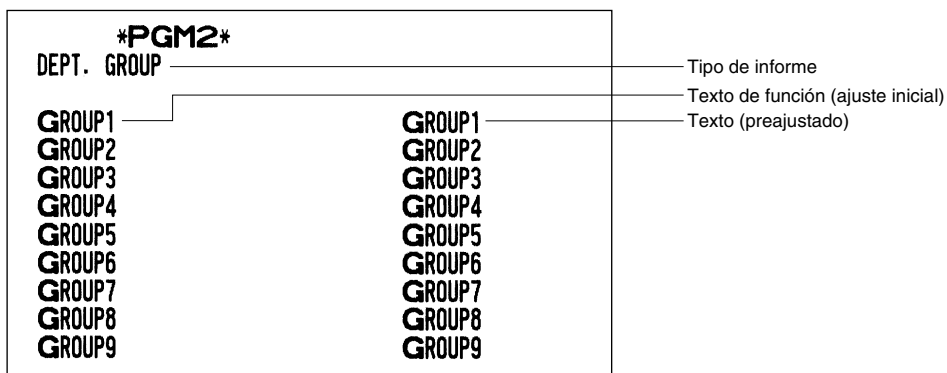 *PGM2*
DEPT. GROUP
Tipo de informe
Texto de función (ajuste inicial)
GROUP1 GROUP1
Texto (preajustado)
GROUP2 GROUP2
GROUP3 GROUP3
GROUP4 GROUP4
GROUP5 GROUP5
GROUP6 GROUP6
GROUP7 GROUP7
GROUP8 GROUP8
GROUP9 GROUP9